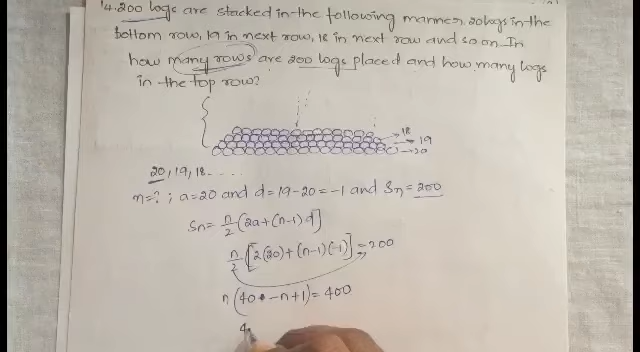 14. 200 logs are stacked in the following manner. 20 logs in the
bottom row, 19 in next row, 18 in next row and so on. In
how many rows are 200 logs placed and how many logs
in the top row?
18
19
20
20, 19, 18.....
n=? ; a=20 and d=19-20=-1 and Sn=200
Sn= n/2 (2a+(n-1)d]
n/2 [2(20)+(n-1)(-1)]=200
n(40 -n+1)=400
4